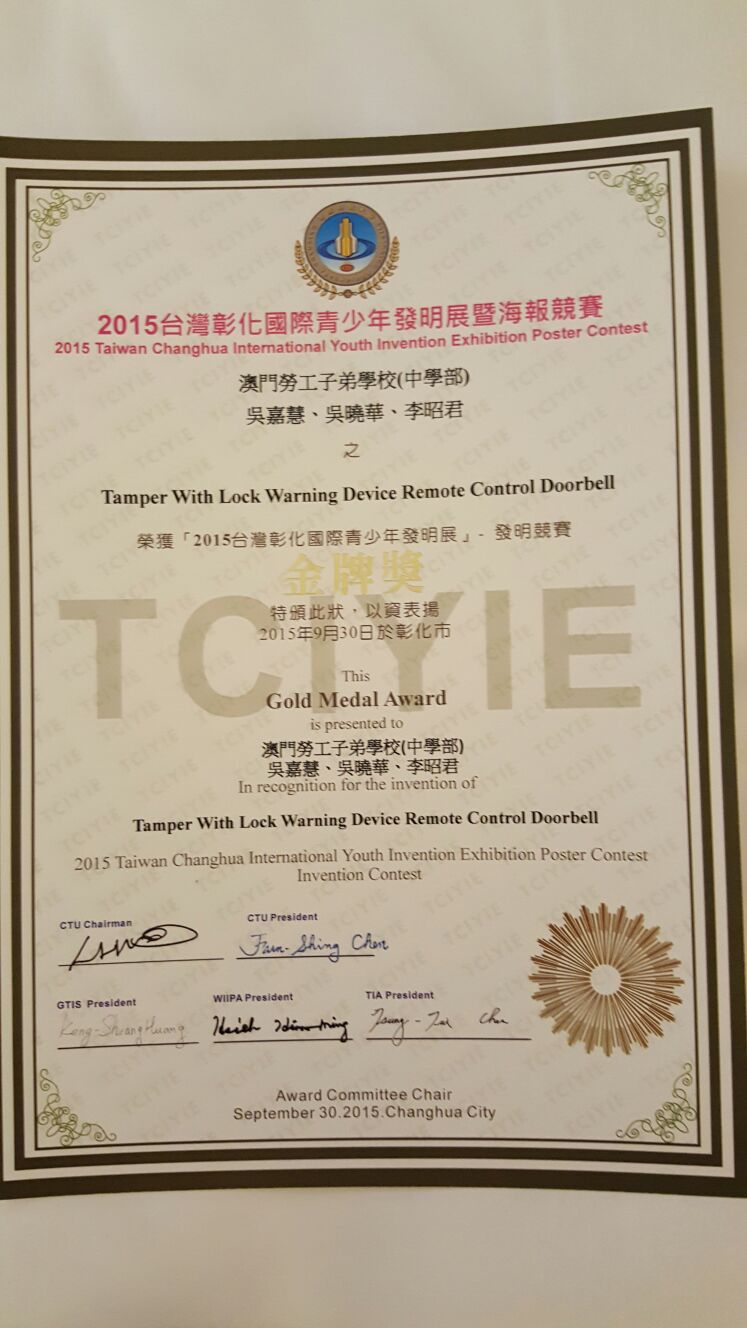 2015台灣彰化國際青少年發明展暨海報競賽
2015 Taiwan Changhua International Youth Invention Exhibition Poster Contest
澳門勞工子弟學校(中學部)
吳嘉慧、吳曉華、李昭君
之
Tamper With Lock Warning Device Remote Control Doorbell
榮獲「2015台灣彰化國際青少年發明展」- 發明競賽
金牌獎
特頒此狀，以資表揚
2015年9月30日於彰化市
TCIYIE
This
Gold Medal Award
is presented to
澳門勞工子弟學校(中學部)
吳嘉慧、吳曉華、李昭君
In recognition for the invention of
Tamper With Lock Warning Device Remote Control Doorbell
2015 Taiwan Changhua International Youth Invention Exhibition Poster Contest
Invention Contest
CTU Chairman
CTU President
Fam-Shing Chen
GTIS President
WIIPA President
TIA President
Award Committee Chair
September 30.2015.Changhua City